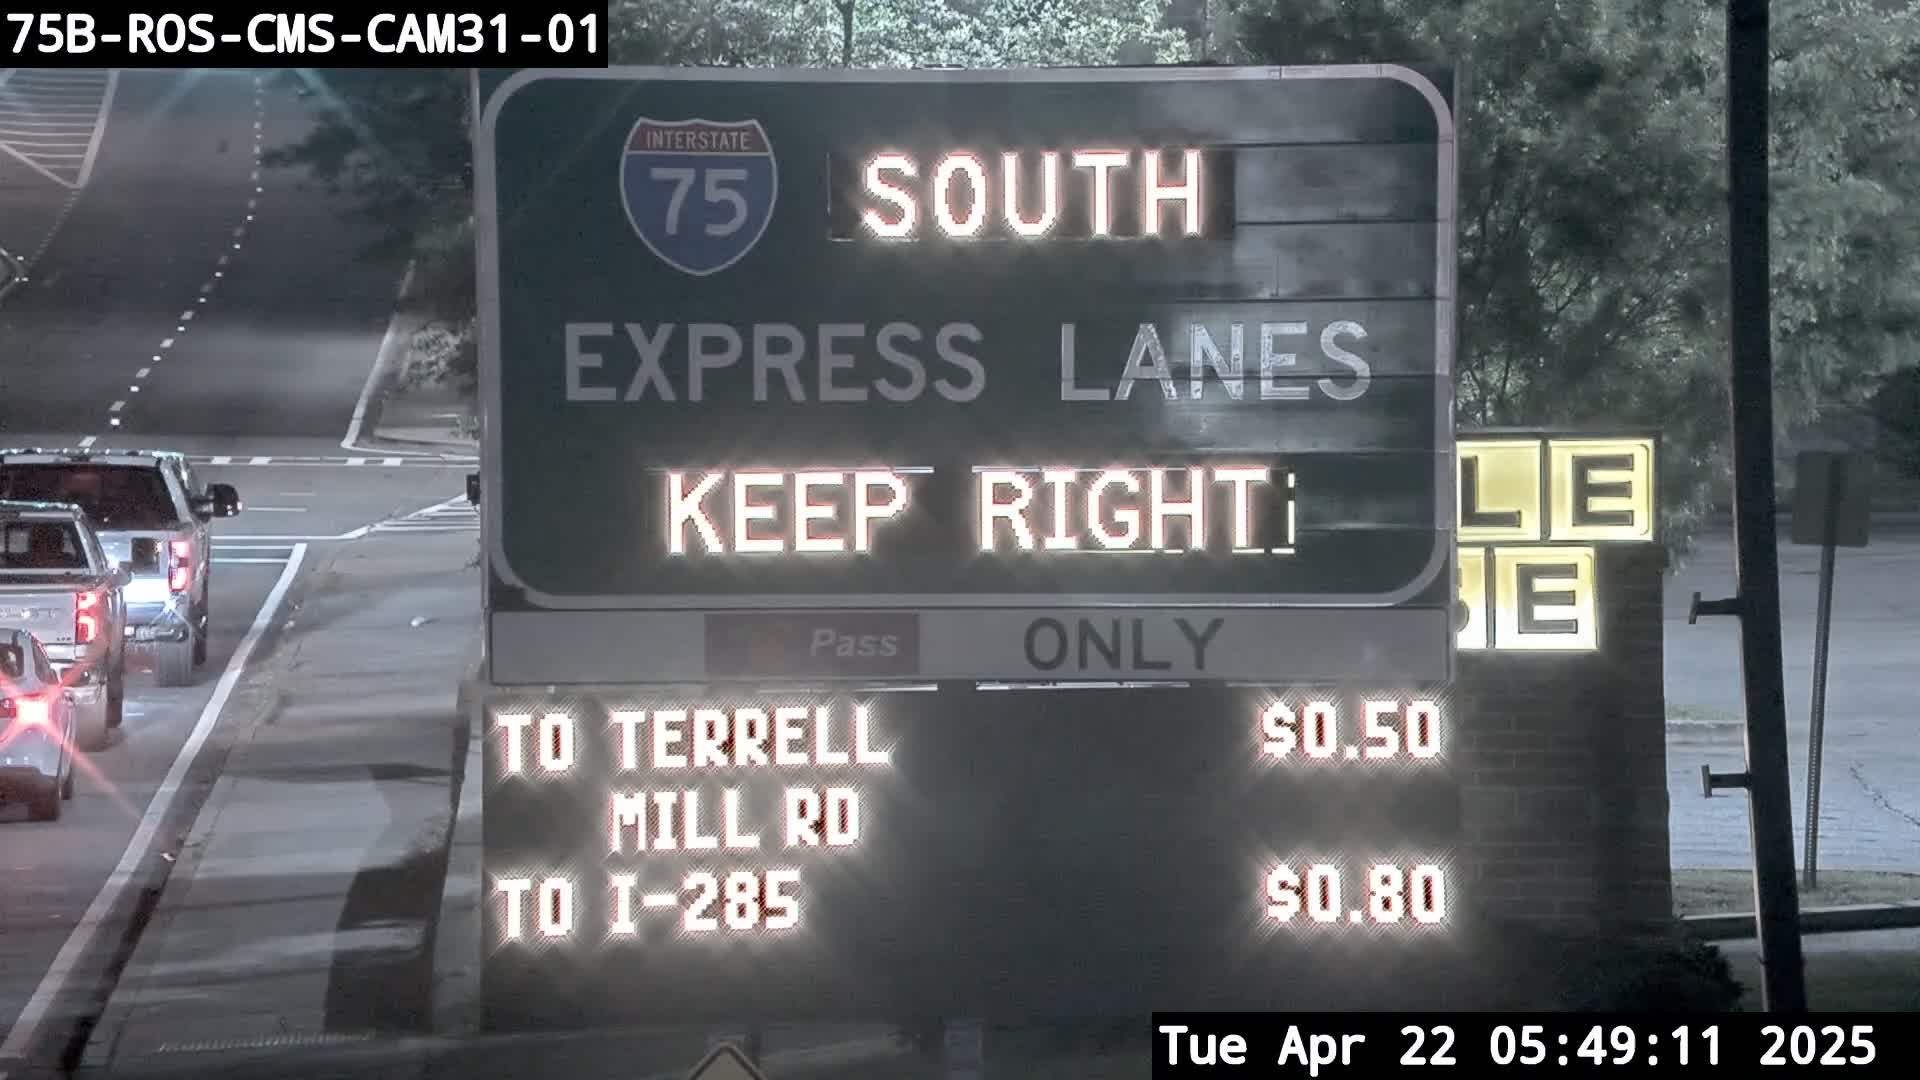 75B-ROS-CMS-CAM31-01
INTERSTATE
75
SOUTH
EXPRESS LANES
KEEP RIGHT
Pass ONLY
TO TERRELL $0.50
MILL RD
TO I-285 $0.80
LE
E
Tue Apr 22 05:49:11 2025